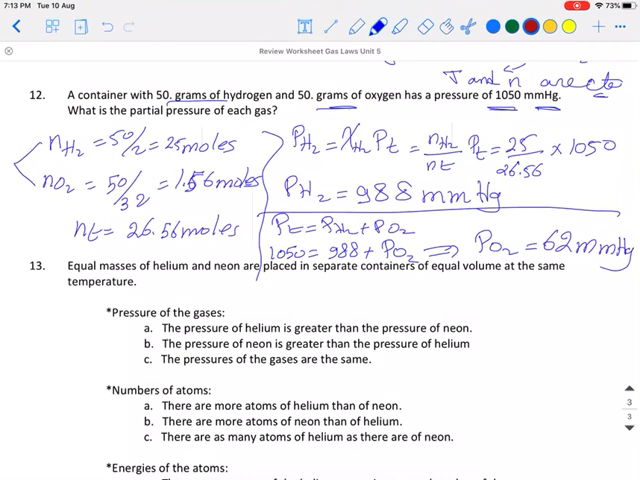 7:13 PM Tue 10 Aug
73%
Review Worksheet Gas Laws Unit 5
T and n are cte
12. A container with 50. grams of hydrogen and 50. grams of oxygen has a pressure of 1050 mmHg.
What is the partial pressure of each gas?
nH2 = 50/2 = 25 moles
nO2 = 50/32 = 1.56 moles
nt = 26.56 moles
PH2 = XH2 Pt = nH2/nt Pt = 25/26.56 × 1050
PH2 = 988 mmHg
Pt = PH2 + PO2
1050 = 988 + PO2 ⟹ PO2 = 62 mmHg
13. Equal masses of helium and neon are placed in separate containers of equal volume at the same
temperature.
*Pressure of the gases:
a. The pressure of helium is greater than the pressure of neon.
b. The pressure of neon is greater than the pressure of helium
c. The pressures of the gases are the same.
*Numbers of atoms:
a. There are more atoms of helium than of neon.
b. There are more atoms of neon than of helium.
c. There are as many atoms of helium as there are of neon.
*Energies of the atoms:
3
3